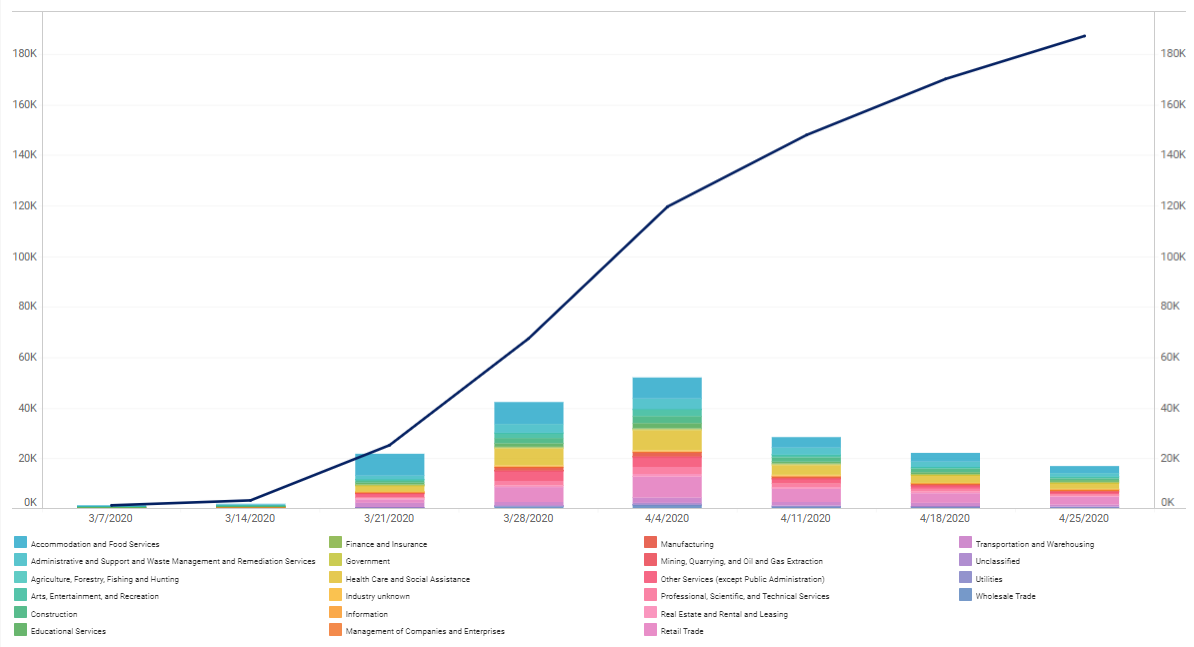 180K 180K
160K 160K
140K 140K
120K 120K
100K 100K
80K 80K
60K 60K
40K 40K
20K 20K
0K 0K
3/7/2020 3/14/2020 3/21/2020 3/28/2020 4/4/2020 4/11/2020 4/18/2020 4/25/2020
Accommodation and Food Services
Administrative and Support and Waste Management and Remediation Services
Agriculture, Forestry, Fishing and Hunting
Arts, Entertainment, and Recreation
Construction
Educational Services
Finance and Insurance
Government
Health Care and Social Assistance
Industry unknown
Information
Management of Companies and Enterprises
Manufacturing
Mining, Quarrying, and Oil and Gas Extraction
Other Services (except Public Administration)
Professional, Scientific, and Technical Services
Real Estate and Rental and Leasing
Retail Trade
Transportation and Warehousing
Unclassified
Utilities
Wholesale Trade